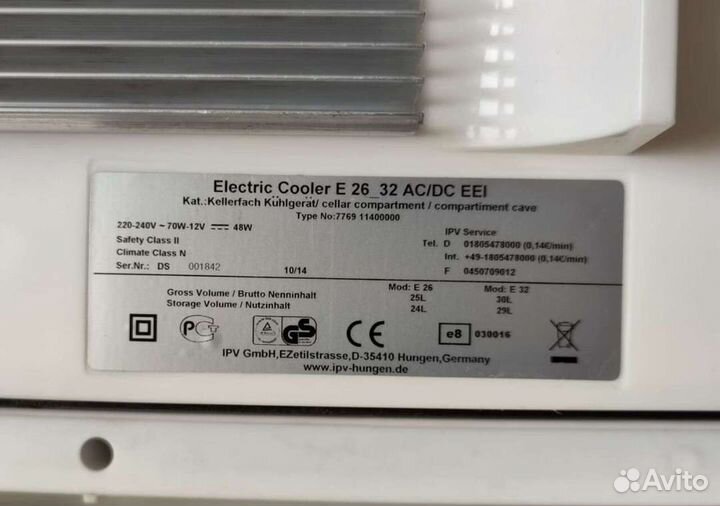 Electric Cooler E 26_32 AC/DC EEI
Kat.:Kellerfach Kühlgerät/ cellar compartment / compartiment cave
Type No:7769 11400000
220-240V ~ 70W-12V ⎓ 48W
Safety Class II
Climate Class N
Ser.Nr.: DS 001842 10/14
IPV Service
Tel. D 01805478000 (0,14€/min)
Int. +49-1805478000 (0,14€/min)
F 0450709612
Mod: E 26 Mod: E 32
Gross Volume / Brutto Nenninhalt 25L 30L
Storage Volume / Nutzinhalt 24L 29L
PG
GS
CE
e8 030016
IPV GmbH,EZetilstrasse,D-35410 Hungen,Germany
www.ipv-hungen.de
Avito